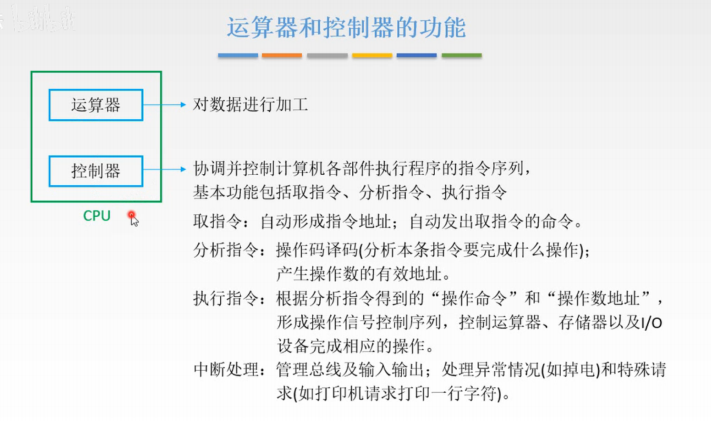 运算器和控制器的功能
运算器
对数据进行加工
控制器
协调并控制计算机各部件执行程序的指令序列，
基本功能包括取指令、分析指令、执行指令
CPU
取指令：自动形成指令地址；自动发出取指令的命令。
分析指令：操作码译码(分析本条指令要完成什么操作)；
产生操作数的有效地址。
执行指令：根据分析指令得到的“操作命令”和“操作数地址”，
形成操作信号控制序列，控制运算器、存储器以及I/O
设备完成相应的操作。
中断处理：管理总线及输入输出；处理异常情况(如掉电)和特殊请
求(如打印机请求打印一行字符)。